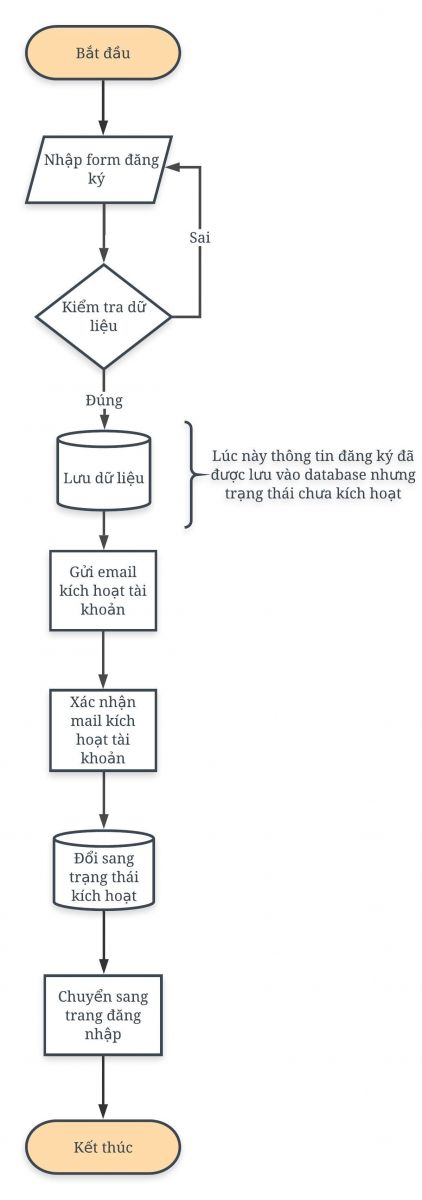 Bắt đầu
Nhập form đăng
ký
Sai
Kiểm tra dữ
liệu
Đúng
Lưu dữ liệu
Lúc này thông tin đăng ký đã
được lưu vào database nhưng
trạng thái chưa kích hoạt
Gửi email
kích hoạt tài
khoản
Xác nhận
mail kích
hoạt tài
khoản
Đổi sang
trạng thái
kích hoạt
Chuyển sang
trang đăng
nhập
Kết thúc